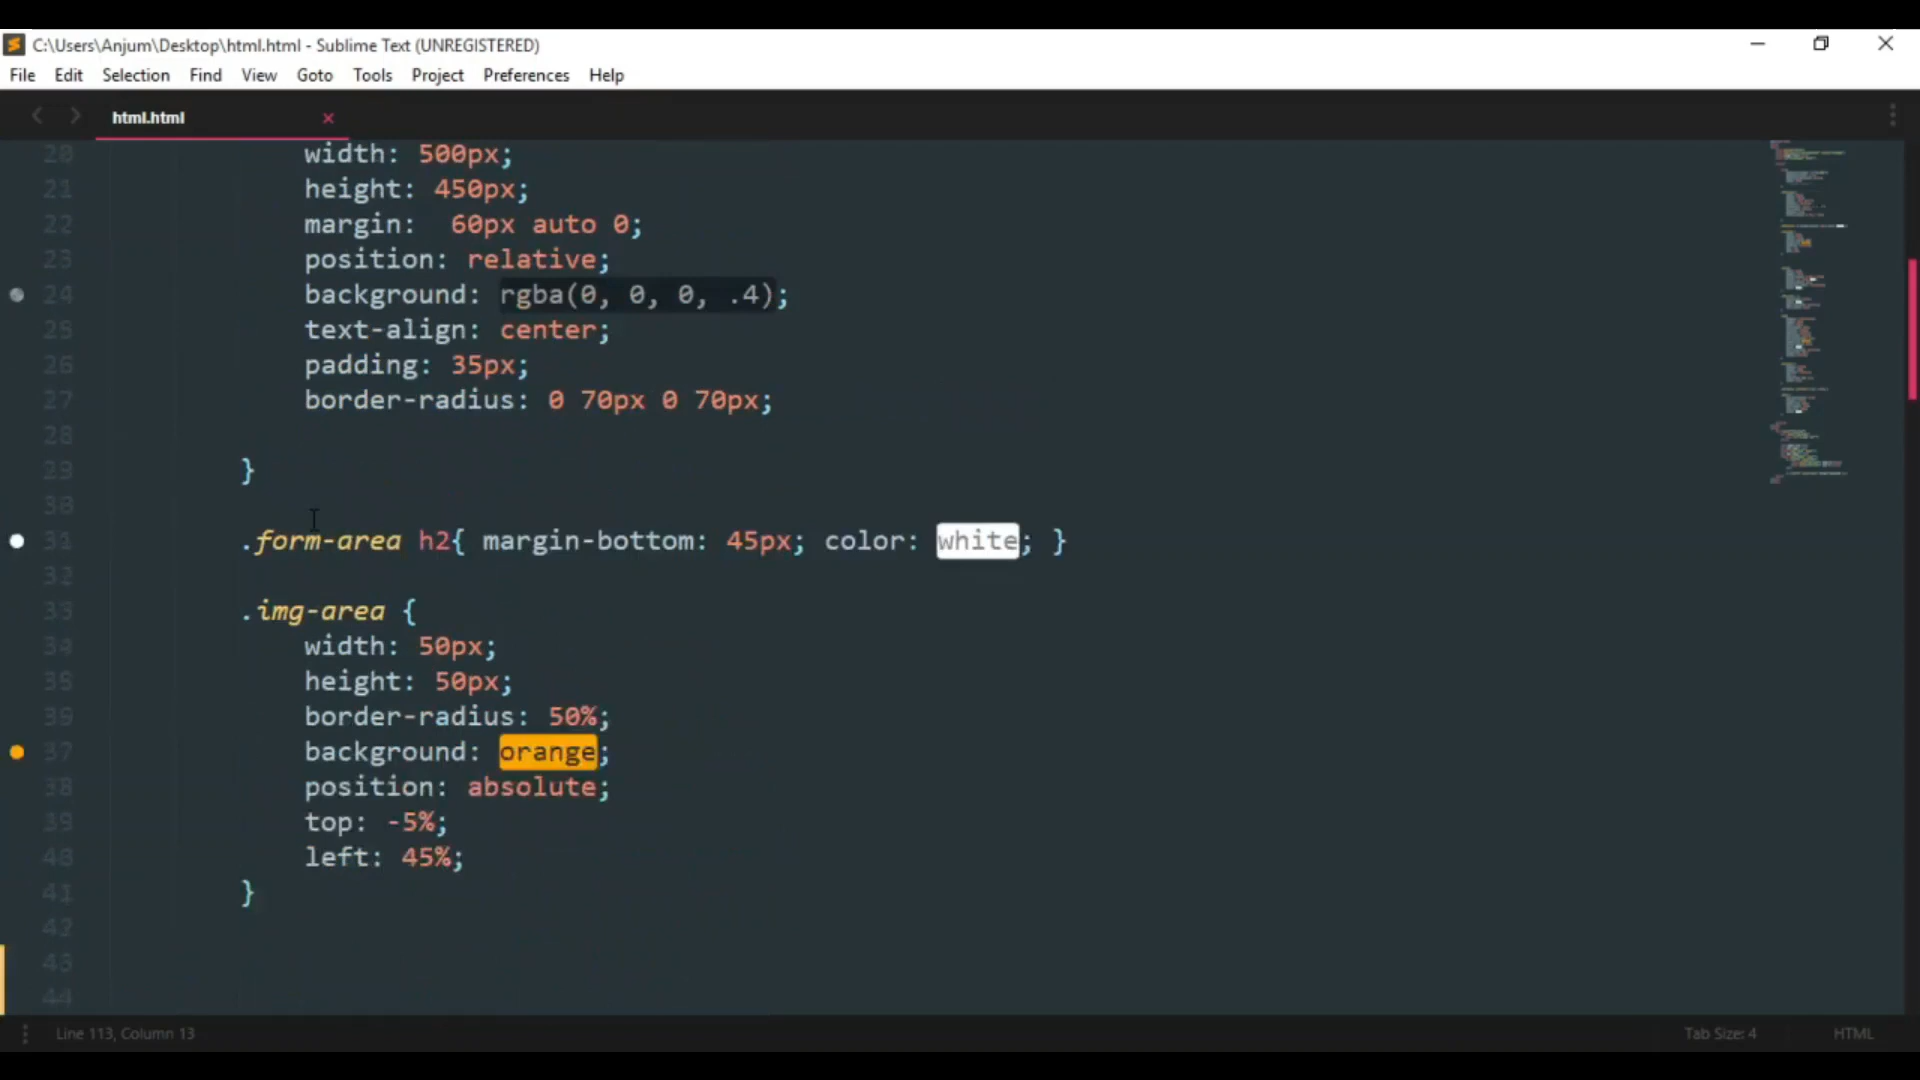 C:\Users\Anjum\Desktop\html.html - Sublime Text (UNREGISTERED)
File Edit Selection Find View Goto Tools Project Preferences Help
html.html
20 width: 500px;
21 height: 450px;
22 margin:  60px auto 0;
23 position: relative;
24 background: rgba(0, 0, 0, .4);
25 text-align: center;
26 padding: 35px;
27 border-radius: 0 70px 0 70px;
28
29 }
30
31 .form-area h2{ margin-bottom: 45px; color: white; }
32
33 .img-area {
34 width: 50px;
35 height: 50px;
36 border-radius: 50%;
37 background: orange;
38 position: absolute;
39 top: -5%;
40 left: 45%;
41 }
42
43
44
Line 113, Column 13 Tab Size: 4 HTML